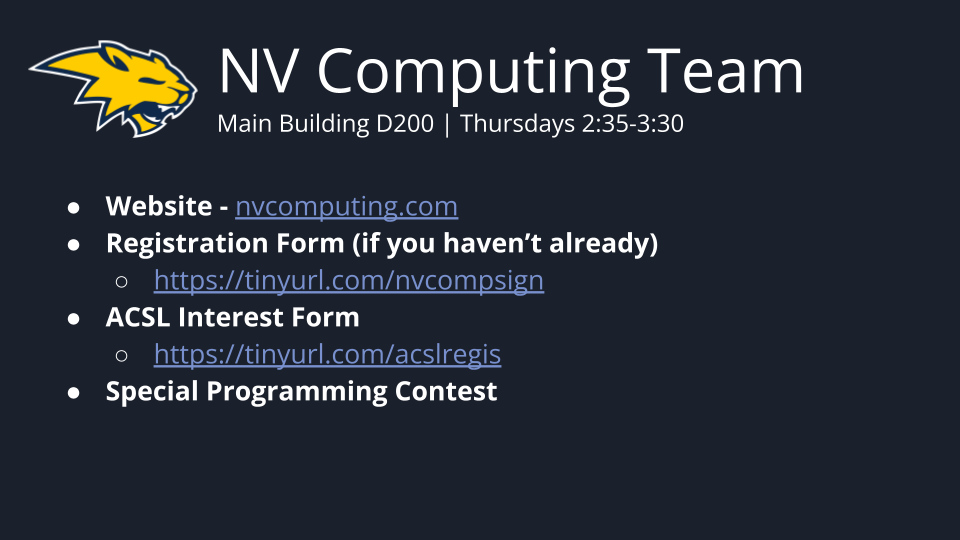 NV Computing Team
Main Building D200 | Thursdays 2:35-3:30
● Website - nvcomputing.com
● Registration Form (if you haven’t already)
○ https://tinyurl.com/nvcompsign
● ACSL Interest Form
○ https://tinyurl.com/acslregis
● Special Programming Contest